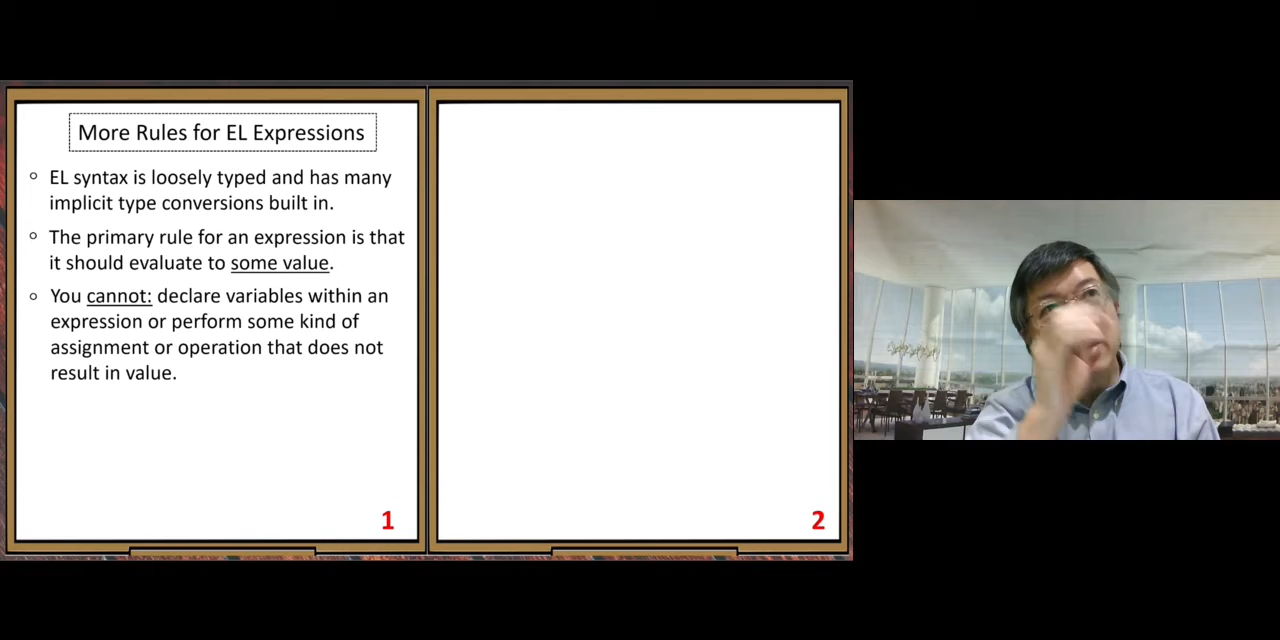 More Rules for EL Expressions
EL syntax is loosely typed and has many
implicit type conversions built in.
The primary rule for an expression is that
it should evaluate to some value.
You cannot: declare variables within an
expression or perform some kind of
assignment or operation that does not
result in value.
1
2